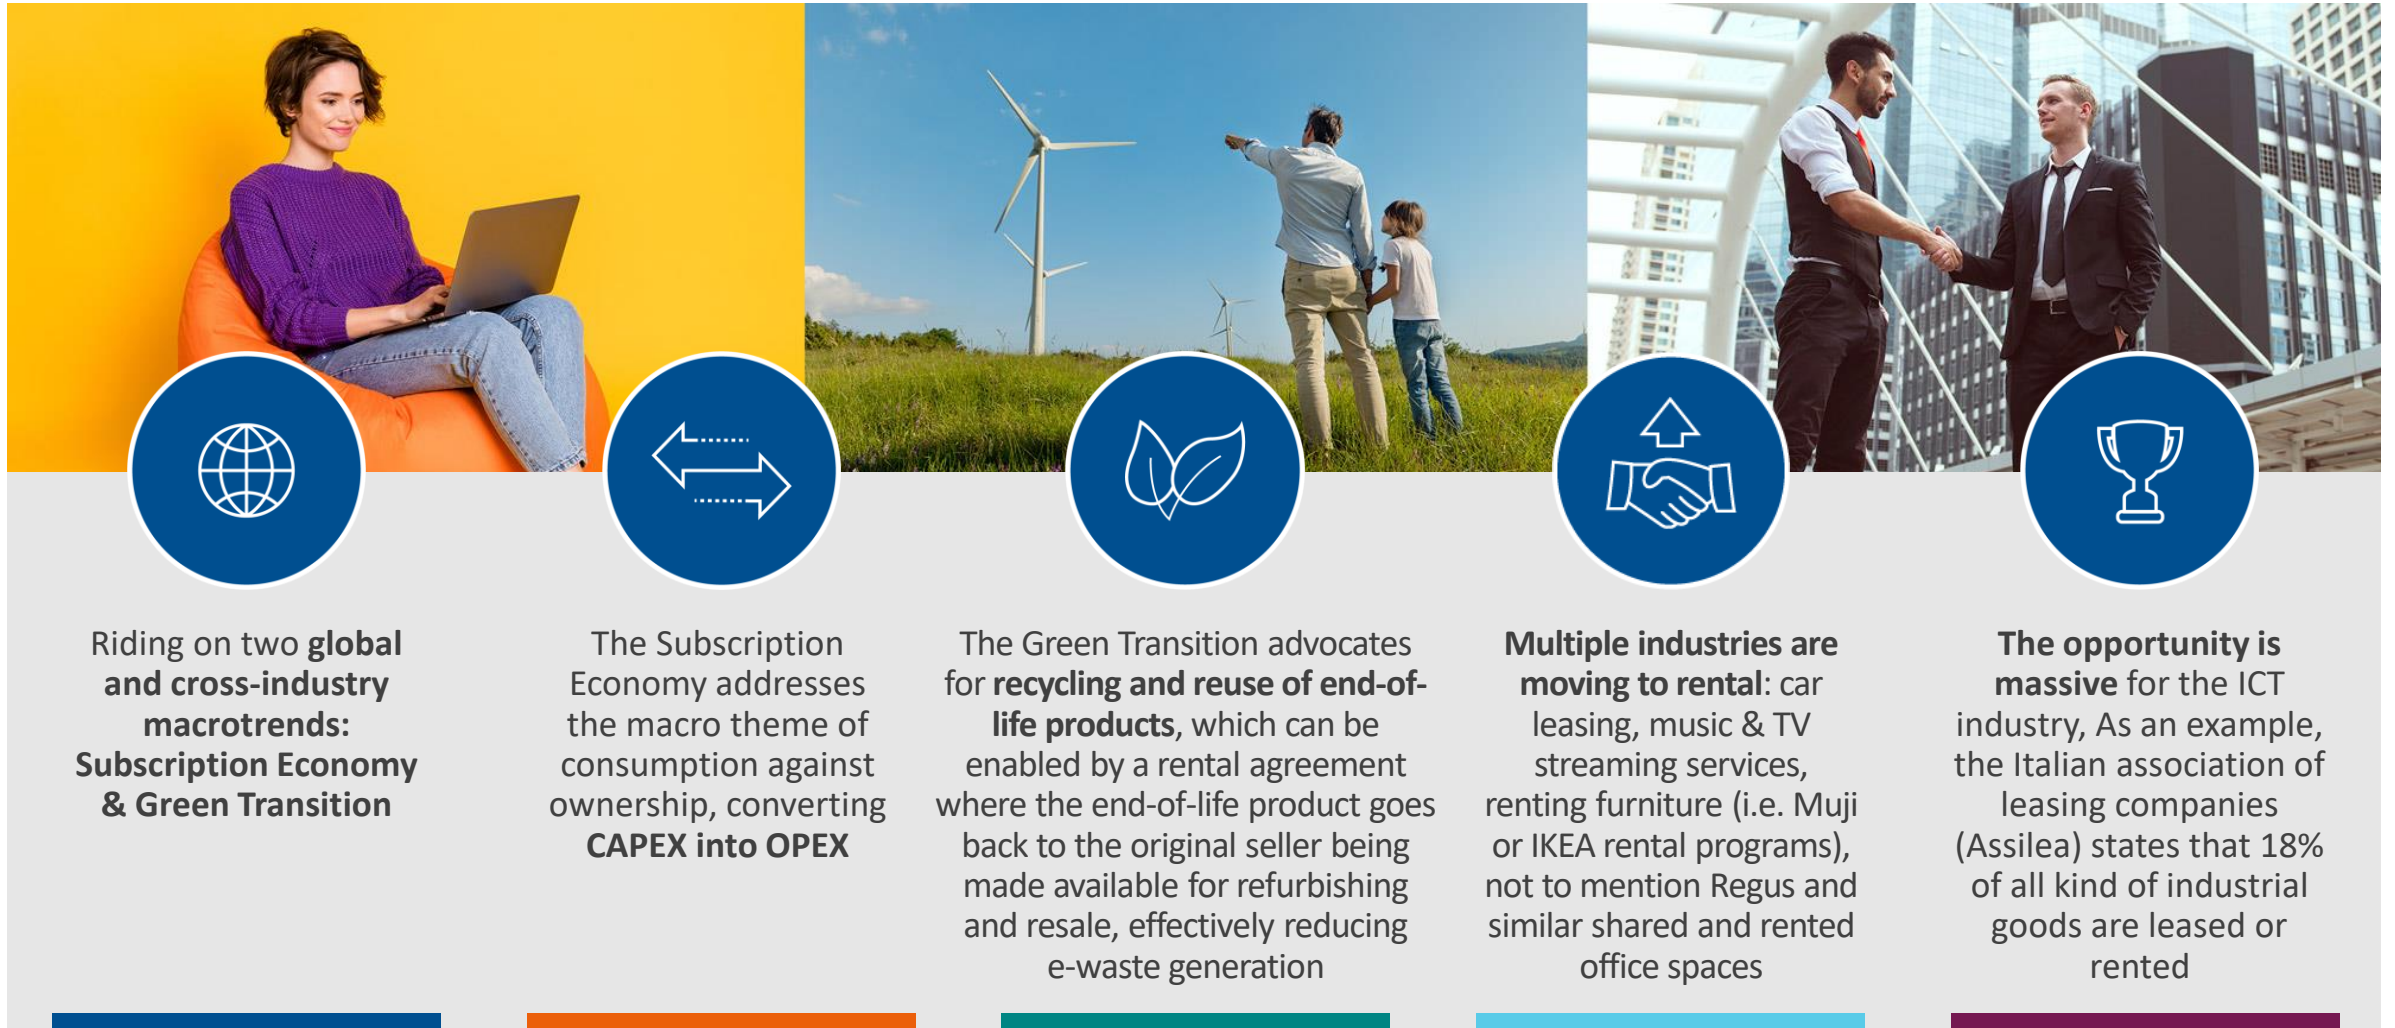 Riding on two global
and cross-industry
macrotrends:
Subscription Economy
& Green Transition
The Subscription
Economy addresses
the macro theme of
consumption against
ownership, converting
CAPEX into OPEX
The Green Transition advocates
for recycling and reuse of end-of-
life products, which can be
enabled by a rental agreement
where the end-of-life product goes
back to the original seller being
made available for refurbishing
and resale, effectively reducing
e-waste generation
Multiple industries are
moving to rental: car
leasing, music & TV
streaming services,
renting furniture (i.e. Muji
or IKEA rental programs),
not to mention Regus and
similar shared and rented
office spaces
The opportunity is
massive for the ICT
industry, As an example,
the Italian association of
leasing companies
(Assilea) states that 18%
of all kind of industrial
goods are leased or
rented